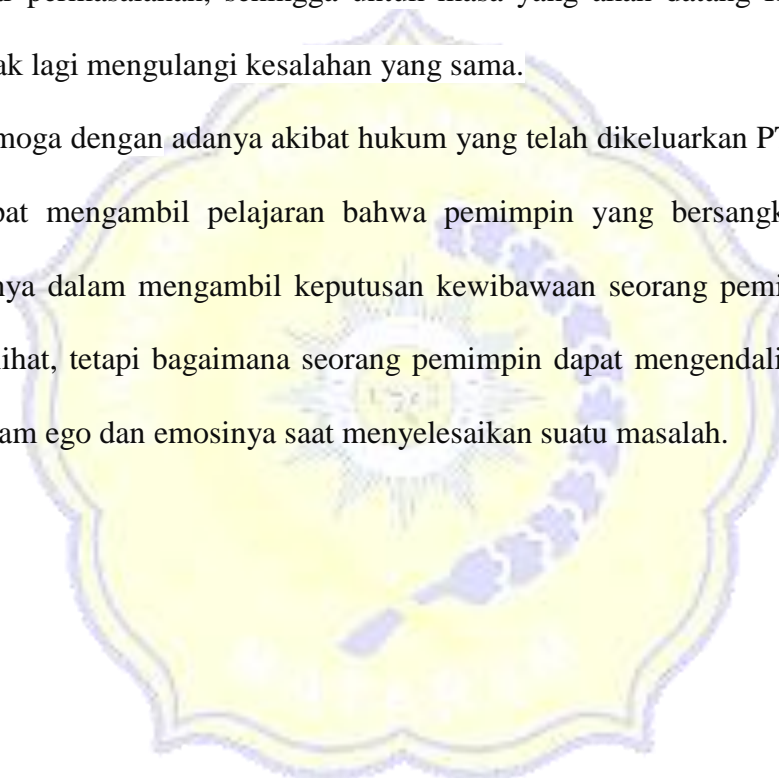 permasalahan, sehingga untuk masa yang akan datang
ak lagi mengulangi kesalahan yang sama.
moga dengan adanya akibat hukum yang telah dikeluarkan PT
pat mengambil pelajaran bahwa pemimpin yang bersangk
nya dalam mengambil keputusan kewibawaan seorang pemi
lihat, tetapi bagaimana seorang pemimpin dapat mengendali
am ego dan emosinya saat menyelesaikan suatu masalah.